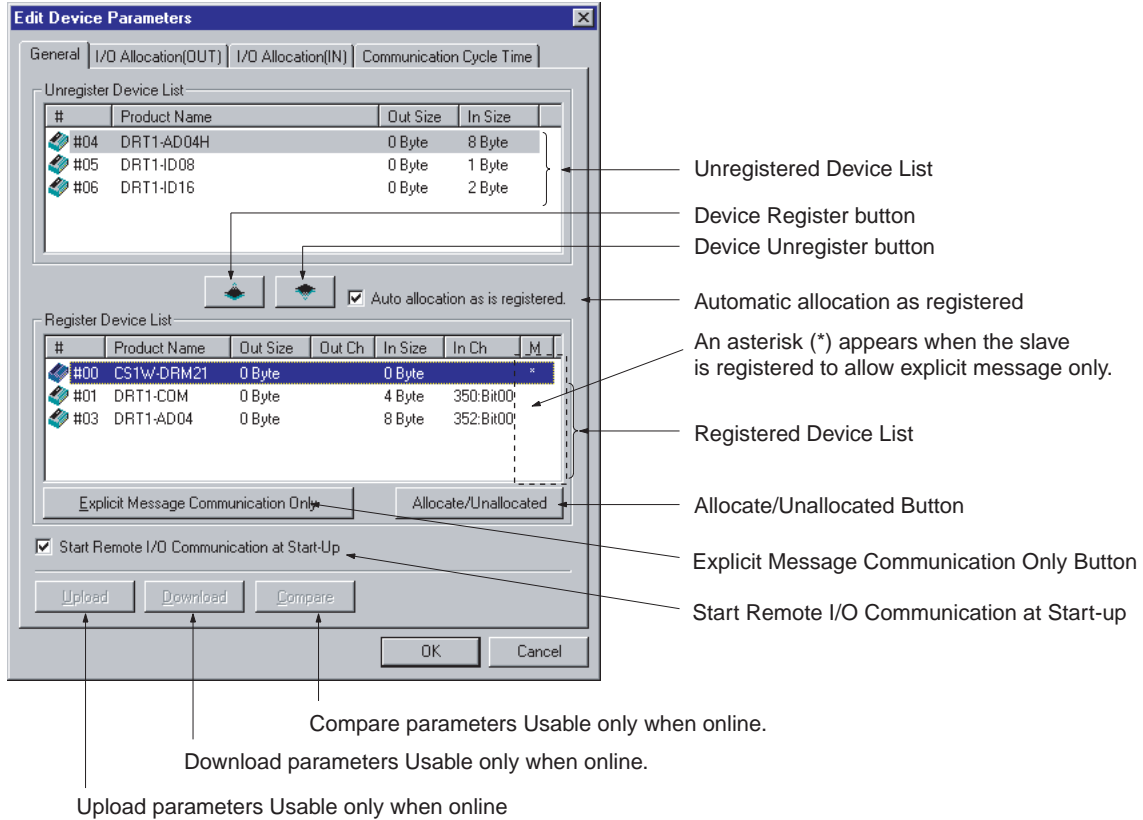 Edit Device Parameters
General I/O Allocation(OUT) I/O Allocation(IN) Communication Cycle Time
Unregister Device List
# Product Name Out Size In Size
#04 DRT1-AD04H 0 Byte 8 Byte
#05 DRT1-ID08 0 Byte 1 Byte
#06 DRT1-ID16 0 Byte 2 Byte
Unregistered Device List
Device Register button
Device Unregister button
Auto allocation as is registered.
Automatic allocation as registered
Register Device List
# Product Name Out Size Out Ch In Size In Ch M
#00 CS1W-DRM21 0 Byte 0 Byte *
#01 DRT1-COM 0 Byte 4 Byte 350:Bit00
#03 DRT1-AD04 0 Byte 8 Byte 352:Bit00
An asterisk (*) appears when the slave
is registered to allow explicit message only.
Registered Device List
Explicit Message Communication Only Allocate/Unallocated
Allocate/Unallocated Button
Explicit Message Communication Only Button
Start Remote I/O Communication at Start-Up
Start Remote I/O Communication at Start-up
Upload Download Compare
OK Cancel
Compare parameters Usable only when online.
Download parameters Usable only when online.
Upload parameters Usable only when online